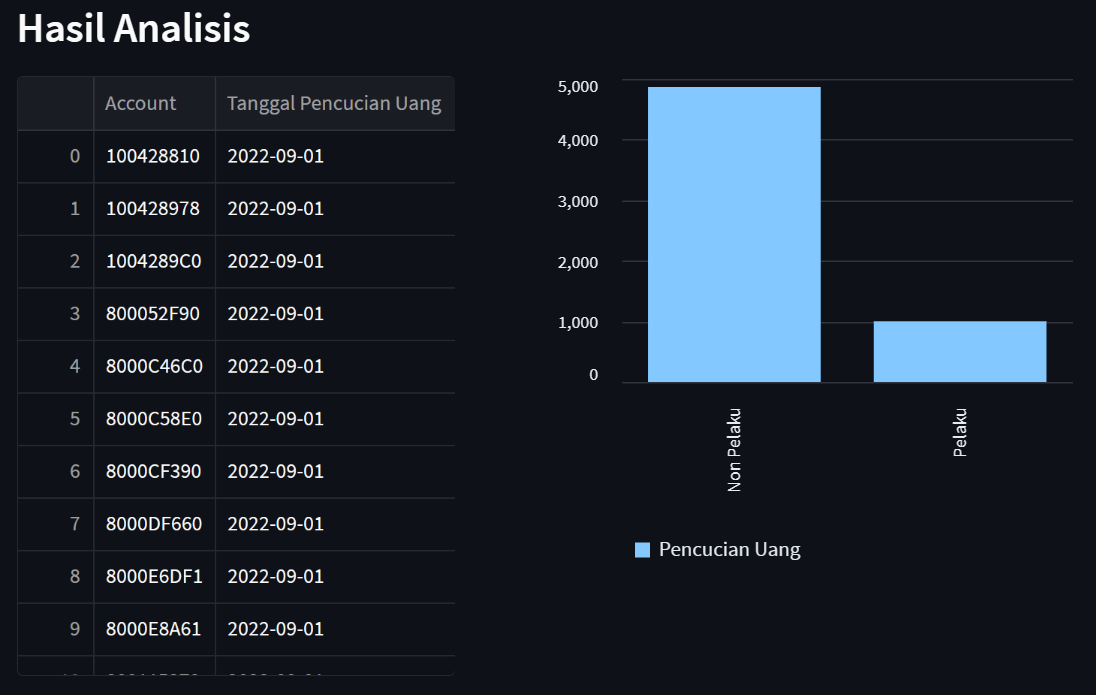 Hasil Analisis
Account Tanggal Pencucian Uang
0 100428810 2022-09-01
1 100428978 2022-09-01
2 1004289C0 2022-09-01
3 800052F90 2022-09-01
4 8000C46C0 2022-09-01
5 8000C58E0 2022-09-01
6 8000CF390 2022-09-01
7 8000DF660 2022-09-01
8 8000E6DF1 2022-09-01
9 8000E8A61 2022-09-01
5,000
4,000
3,000
2,000
1,000
0
Non Pelaku
Pelaku
Pencucian Uang